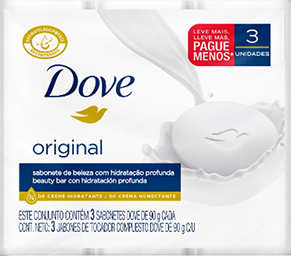 LEVE MAIS,
LLEVE MÁS,
PAGUE
MENOS*
3
UNIDADES
Dove
original
sabonete de beleza com hidratação profunda
beauty bar con hidratación profunda
1/4 DE CREME HIDRATANTE / DE CREMA HUMECTANTE
ESTE CONJUNTO CONTÉM 3 SABONETES DOVE DE 90 g CADA
CONT. NETO: 3 JABONES DE TOCADOR COMPUESTO DOVE DE 90 g C/U